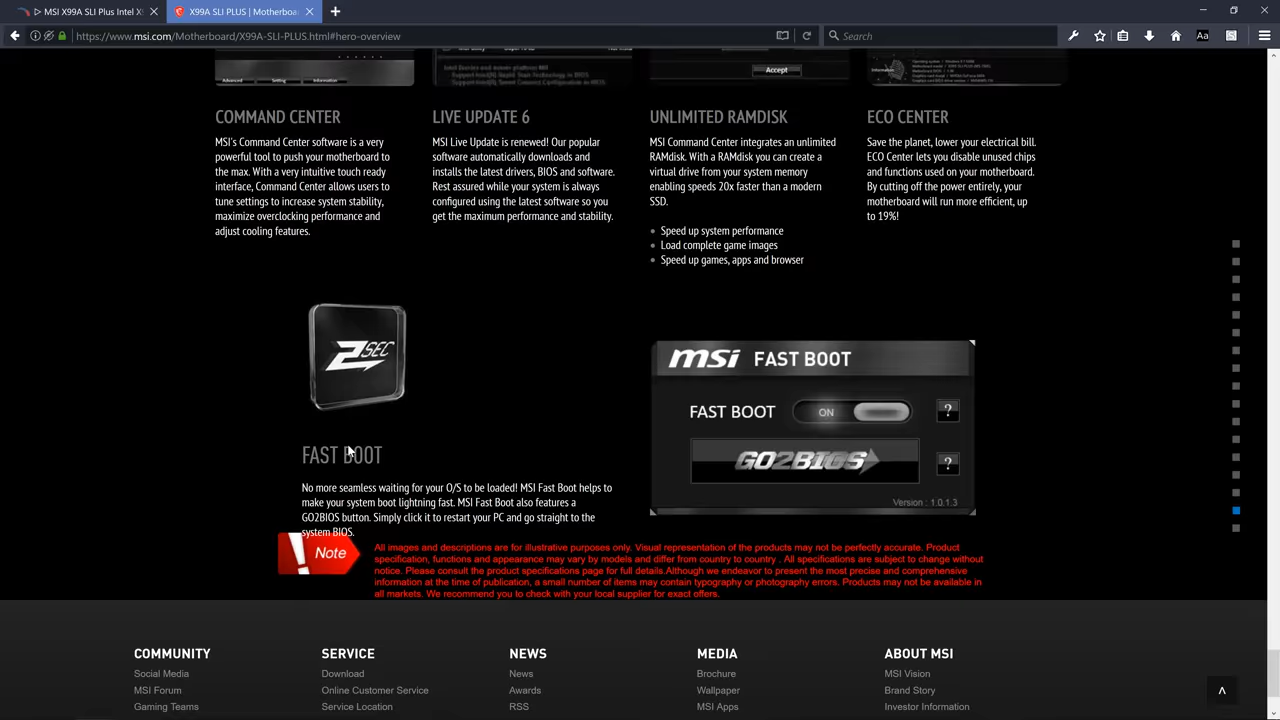 MSI X99A SLI Plus Intel X
X99A SLI PLUS | Motherboa
https://www.msi.com/Motherboard/X99A-SLI-PLUS.html#hero-overview
Search
Advanced
Setting
Information
Accept
COMMAND CENTER
MSI's Command Center software is a very
powerful tool to push your motherboard to
the max. With a very intuitive touch ready
interface, Command Center allows users to
tune settings to increase system stability,
maximize overclocking performance and
adjust cooling features.
LIVE UPDATE 6
MSI Live Update is renewed! Our popular
software automatically downloads and
installs the latest drivers, BIOS and software.
Rest assured while your system is always
configured using the latest software so you
get the maximum performance and stability.
UNLIMITED RAMDISK
MSI Command Center integrates an unlimited
RAMdisk. With a RAMdisk you can create a
virtual drive from your system memory
enabling speeds 20x faster than a modern
SSD.
Speed up system performance
Load complete game images
Speed up games, apps and browser
ECO CENTER
Save the planet, lower your electrical bill.
ECO Center lets you disable unused chips
and functions used on your motherboard.
By cutting off the power entirely, your
motherboard will run more efficient, up
to 19%!
2SEC
FAST BOOT
No more seamless waiting for your O/S to be loaded! MSI Fast Boot helps to
make your system boot lightning fast. MSI Fast Boot also features a
GO2BIOS button. Simply click it to restart your PC and go straight to the
system BIOS.
msi FAST BOOT
FAST BOOT
ON
?
GO2BIOS
?
Version : 1.0.1.3
! Note
All images and descriptions are for illustrative purposes only. Visual representation of the products may not be perfectly accurate. Product
specification, functions and appearance may vary by models and differ from country to country . All specifications are subject to change without
notice. Please consult the product specifications page for full details.Although we endeavor to present the most precise and comprehensive
information at the time of publication, a small number of items may contain typography or photography errors. Products may not be available in
all markets. We recommend you to check with your local supplier for exact offers.
COMMUNITY
Social Media
MSI Forum
Gaming Teams
SERVICE
Download
Online Customer Service
Service Location
NEWS
News
Awards
RSS
MEDIA
Brochure
Wallpaper
MSI Apps
ABOUT MSI
MSI Vision
Brand Story
Investor Information